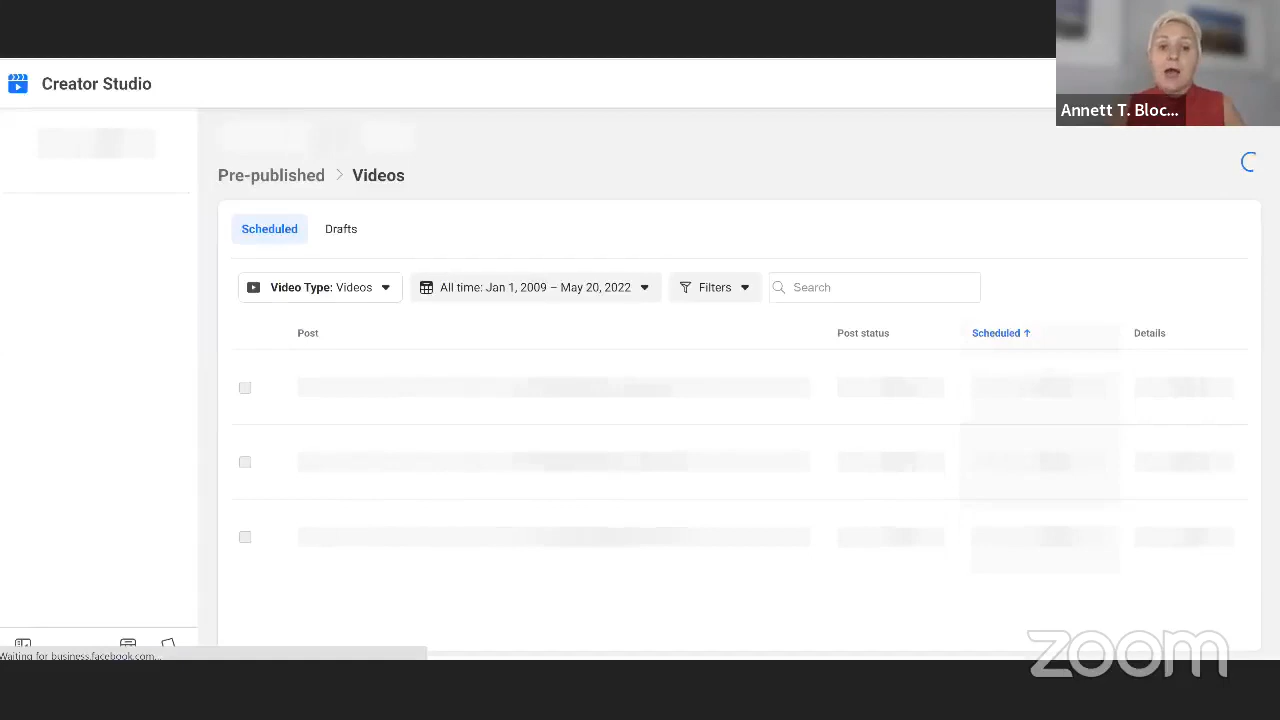 Creator Studio
Annett T. Bloc...
Pre-published > Videos
Scheduled Drafts
Video Type: Videos All time: Jan 1, 2009 – May 20, 2022 Filters Search
Post Post status Scheduled ↑ Details
zoom
Waiting for business.facebook.com...